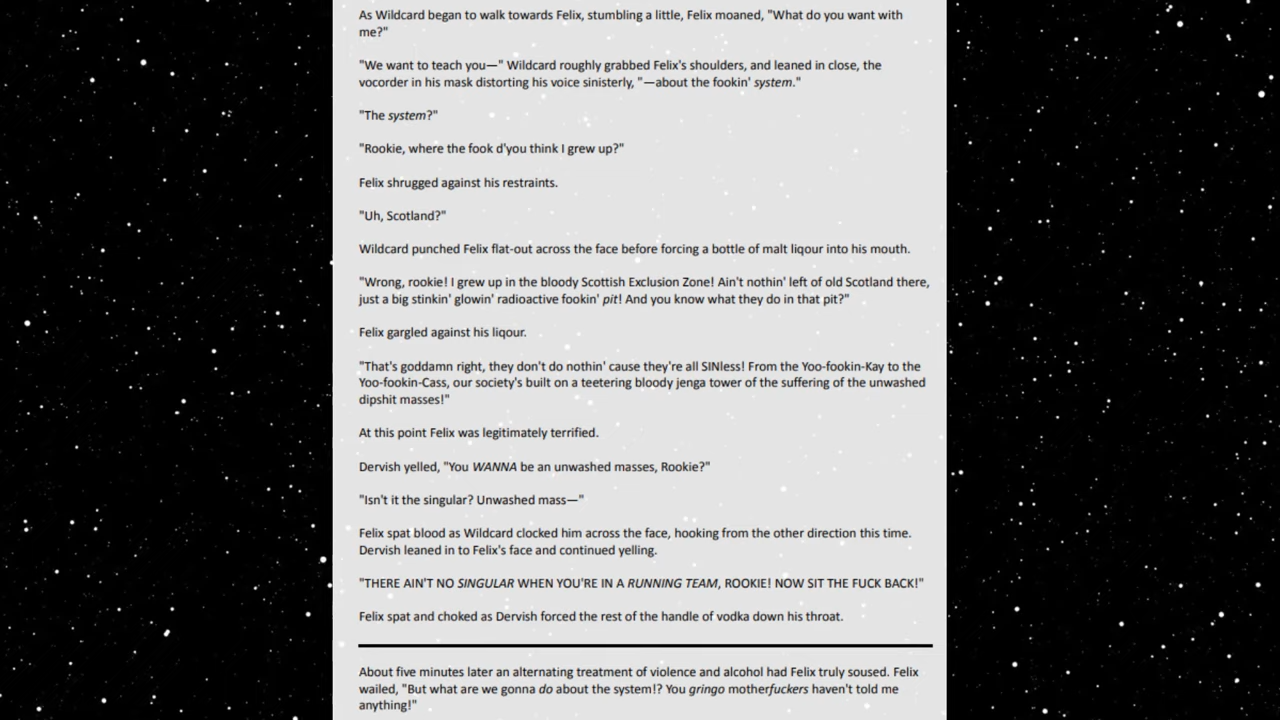 As Wildcard began to walk towards Felix, stumbling a little, Felix moaned, "What do you want with
me?"
"We want to teach you—" Wildcard roughly grabbed Felix's shoulders, and leaned in close, the
vocorder in his mask distorting his voice sinisterly, "—about the fookin' system."
"The system?"
"Rookie, where the fook d'you think I grew up?"
Felix shrugged against his restraints.
"Uh, Scotland?"
Wildcard punched Felix flat-out across the face before forcing a bottle of malt liqour into his mouth.
"Wrong, rookie! I grew up in the bloody Scottish Exclusion Zone! Ain't nothin' left of old Scotland there,
just a big stinkin' glowin' radioactive fookin' pit! And you know what they do in that pit?"
Felix gargled against his liqour.
"That's goddamn right, they don't do nothin' cause they're all SINless! From the Yoo-fookin-Kay to the
Yoo-fookin-Cass, our society's built on a teetering bloody jenga tower of the suffering of the unwashed
dipshit masses!"
At this point Felix was legitimately terrified.
Dervish yelled, "You WANNA be an unwashed masses, Rookie?"
"Isn't it the singular? Unwashed mass—"
Felix spat blood as Wildcard clocked him across the face, hooking from the other direction this time.
Dervish leaned in to Felix's face and continued yelling.
"THERE AIN'T NO SINGULAR WHEN YOU'RE IN A RUNNING TEAM, ROOKIE! NOW SIT THE FUCK BACK!"
Felix spat and choked as Dervish forced the rest of the handle of vodka down his throat.
About five minutes later an alternating treatment of violence and alcohol had Felix truly soused. Felix
wailed, "But what are we gonna do about the system!? You gringo motherfuckers haven't told me
anything!"